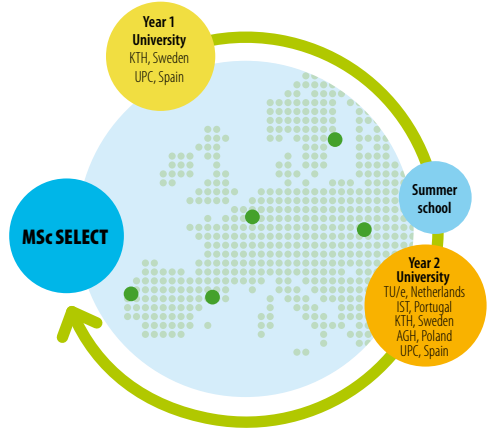 Year 1
University
KTH, Sweden
UPC, Spain
Summer
school
MSc SELECT
Year 2
University
TU/e, Netherlands
IST, Portugal
KTH, Sweden
AGH, Poland
UPC, Spain